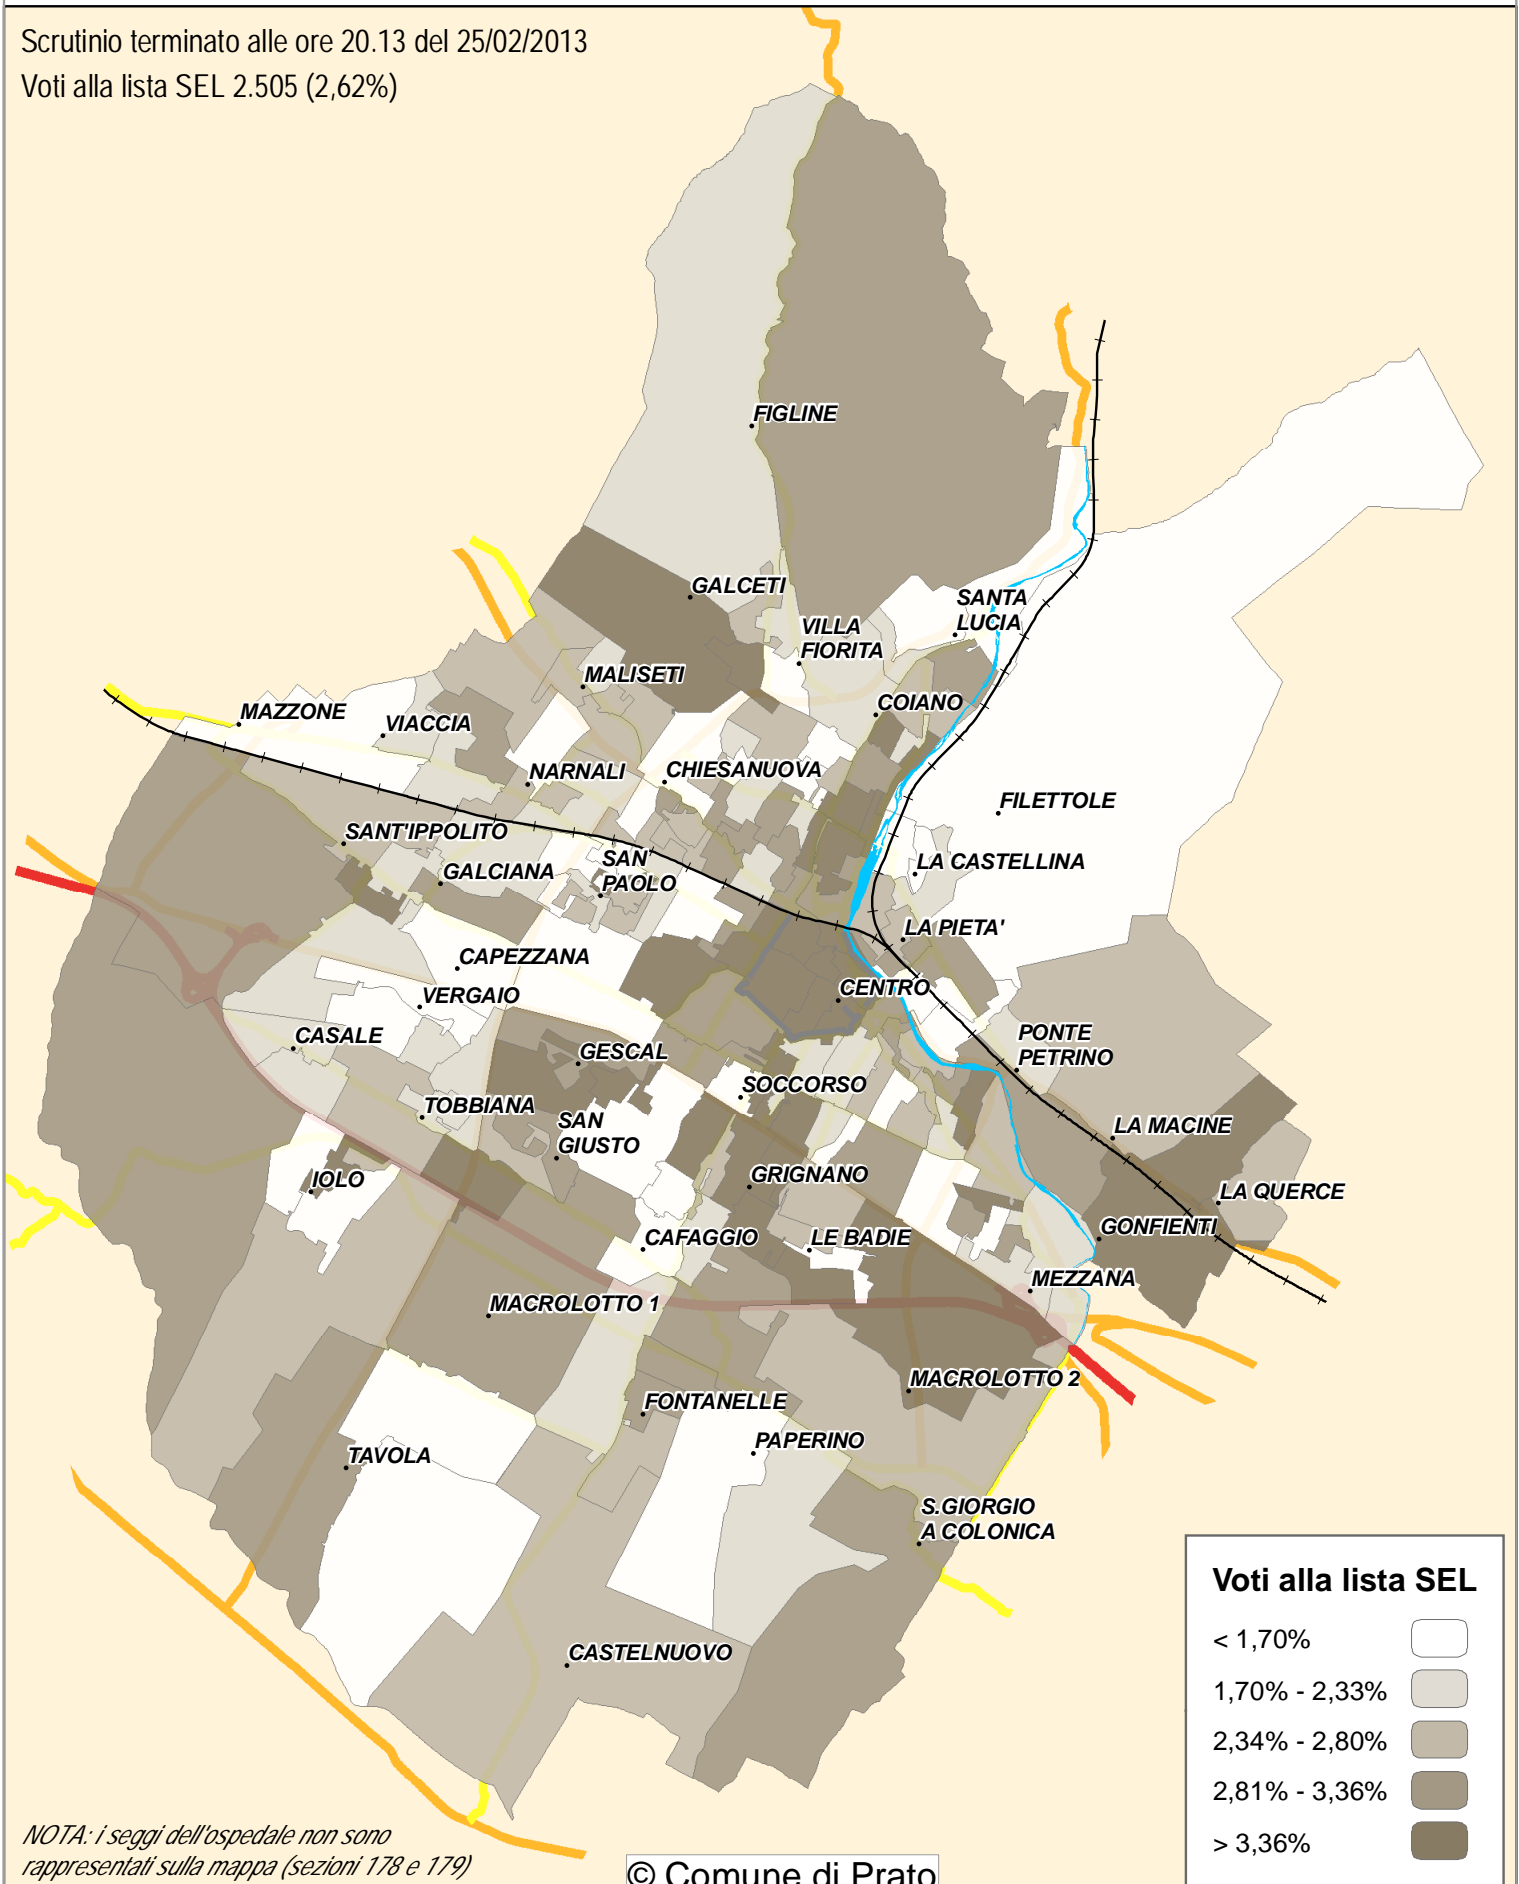 Scrutinio terminato alle ore 20.13 del 25/02/2013
Voti alla lista SEL 2.505 (2,62%)
FIGLINE
GALCETI
SANTA
LUCIA
VILLA
FIORITA
MALISETI
COIANO
MAZZONE
VIACCIA
NARNALI
CHIESANUOVA
FILETTOLE
SANT'IPPOLITO
GALCIANA
SAN
PAOLO
LA CASTELLINA
LA PIETA'
CAPEZZANA
VERGAIO
CENTRO
CASALE
GESCAL
PONTE
PETRINO
SOCCORSO
TOBBIANA
SAN
GIUSTO
LA MACINE
IOLO
GRIGNANO
LA QUERCE
CAFAGGIO
LE BADIE
GONFIENTI
MEZZANA
MACROLOTTO 1
MACROLOTTO 2
FONTANELLE
TAVOLA
PAPERINO
S.GIORGIO
A COLONICA
CASTELNUOVO
Voti alla lista SEL
< 1,70%
1,70% - 2,33%
2,34% - 2,80%
2,81% - 3,36%
> 3,36%
NOTA: i seggi dell'ospedale non sono
rappresentati sulla mappa (sezioni 178 e 179)
© Comune di Prato